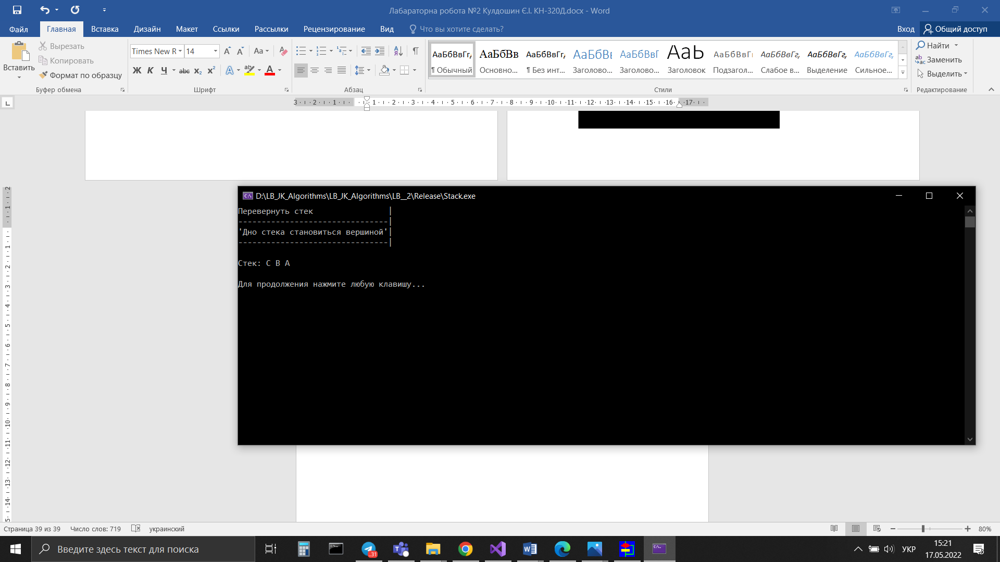 Лабараторна робота №2 Кулдошин Є.І. КН-320Д.docx - Word
Файл Главная Вставка Дизайн Макет Ссылки Рассылки Рецензирование Вид Что вы хотите сделать? Вход Общий доступ
Вставить
Вырезать
Копировать
Формат по образцу
Буфер обмена
Times New R 14
Aa
Ж К Ч abc x₂ x²
Шрифт
Абзац
АаБбВвГг, АаБбВв АаБбВвГг, АаБбВ АаБбВвГ АаЬ АаБбВвГ АаБбВвГг, АаБбВвГг, АаБбВвГг,
¶ Обычный Основно... ¶ Без инт... Заголово... Заголово... Заголовок Подзагол... Слабое в... Выделение Сильное...
Стили
Найти
Заменить
Выделить
Редактирование
3 2 1 1 2 3 4 5 6 7 8 9 10 11 12 13 14 15 16 17
D:\LB_JK_Algorithms\LB_JK_Algorithms\LB__2\Release\Stack.exe
Перевернуть стек |
--------------------------------|
'Дно стека становиться вершиной'|
--------------------------------|
Стек: C B A
Для продолжения нажмите любую клавишу...
Страница 39 из 39 Число слов: 719 украинский 80%
Введите здесь текст для поиска
..31
УКР
15:21
17.05.2022